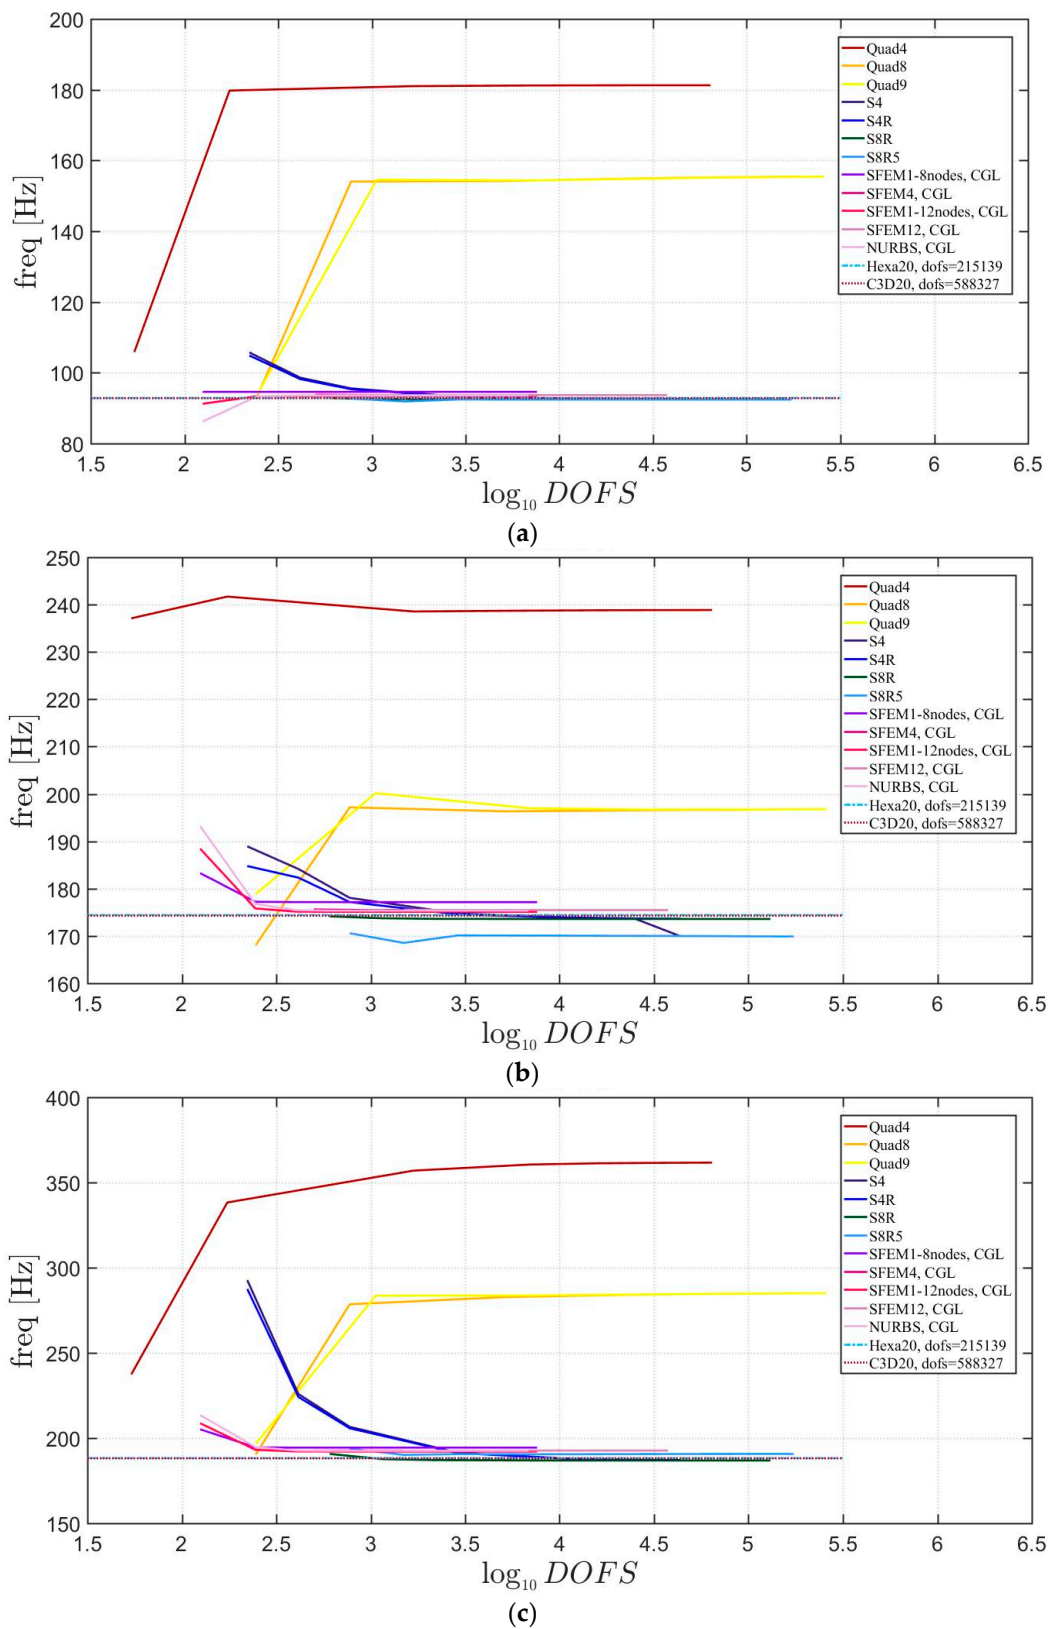 200
180
160
140
120
100
80
freq [Hz]
1.5 2 2.5 3 3.5 4 4.5 5 5.5 6 6.5
log₁₀ DOFS
Quad4
Quad8
Quad9
S4
S4R
S8R
S8R5
SFEM1-8nodes, CGL
SFEM4, CGL
SFEM1-12nodes, CGL
SFEM12, CGL
NURBS, CGL
Hexa20, dofs=215139
C3D20, dofs=588327
(a)
250
240
230
220
210
200
190
180
170
160
freq [Hz]
1.5 2 2.5 3 3.5 4 4.5 5 5.5 6 6.5
log₁₀ DOFS
Quad4
Quad8
Quad9
S4
S4R
S8R
S8R5
SFEM1-8nodes, CGL
SFEM4, CGL
SFEM1-12nodes, CGL
SFEM12, CGL
NURBS, CGL
Hexa20, dofs=215139
C3D20, dofs=588327
(b)
400
350
300
250
200
150
freq [Hz]
1.5 2 2.5 3 3.5 4 4.5 5 5.5 6 6.5
log₁₀ DOFS
Quad4
Quad8
Quad9
S4
S4R
S8R
S8R5
SFEM1-8nodes, CGL
SFEM4, CGL
SFEM1-12nodes, CGL
SFEM12, CGL
NURBS, CGL
Hexa20, dofs=215139
C3D20, dofs=588327
(c)